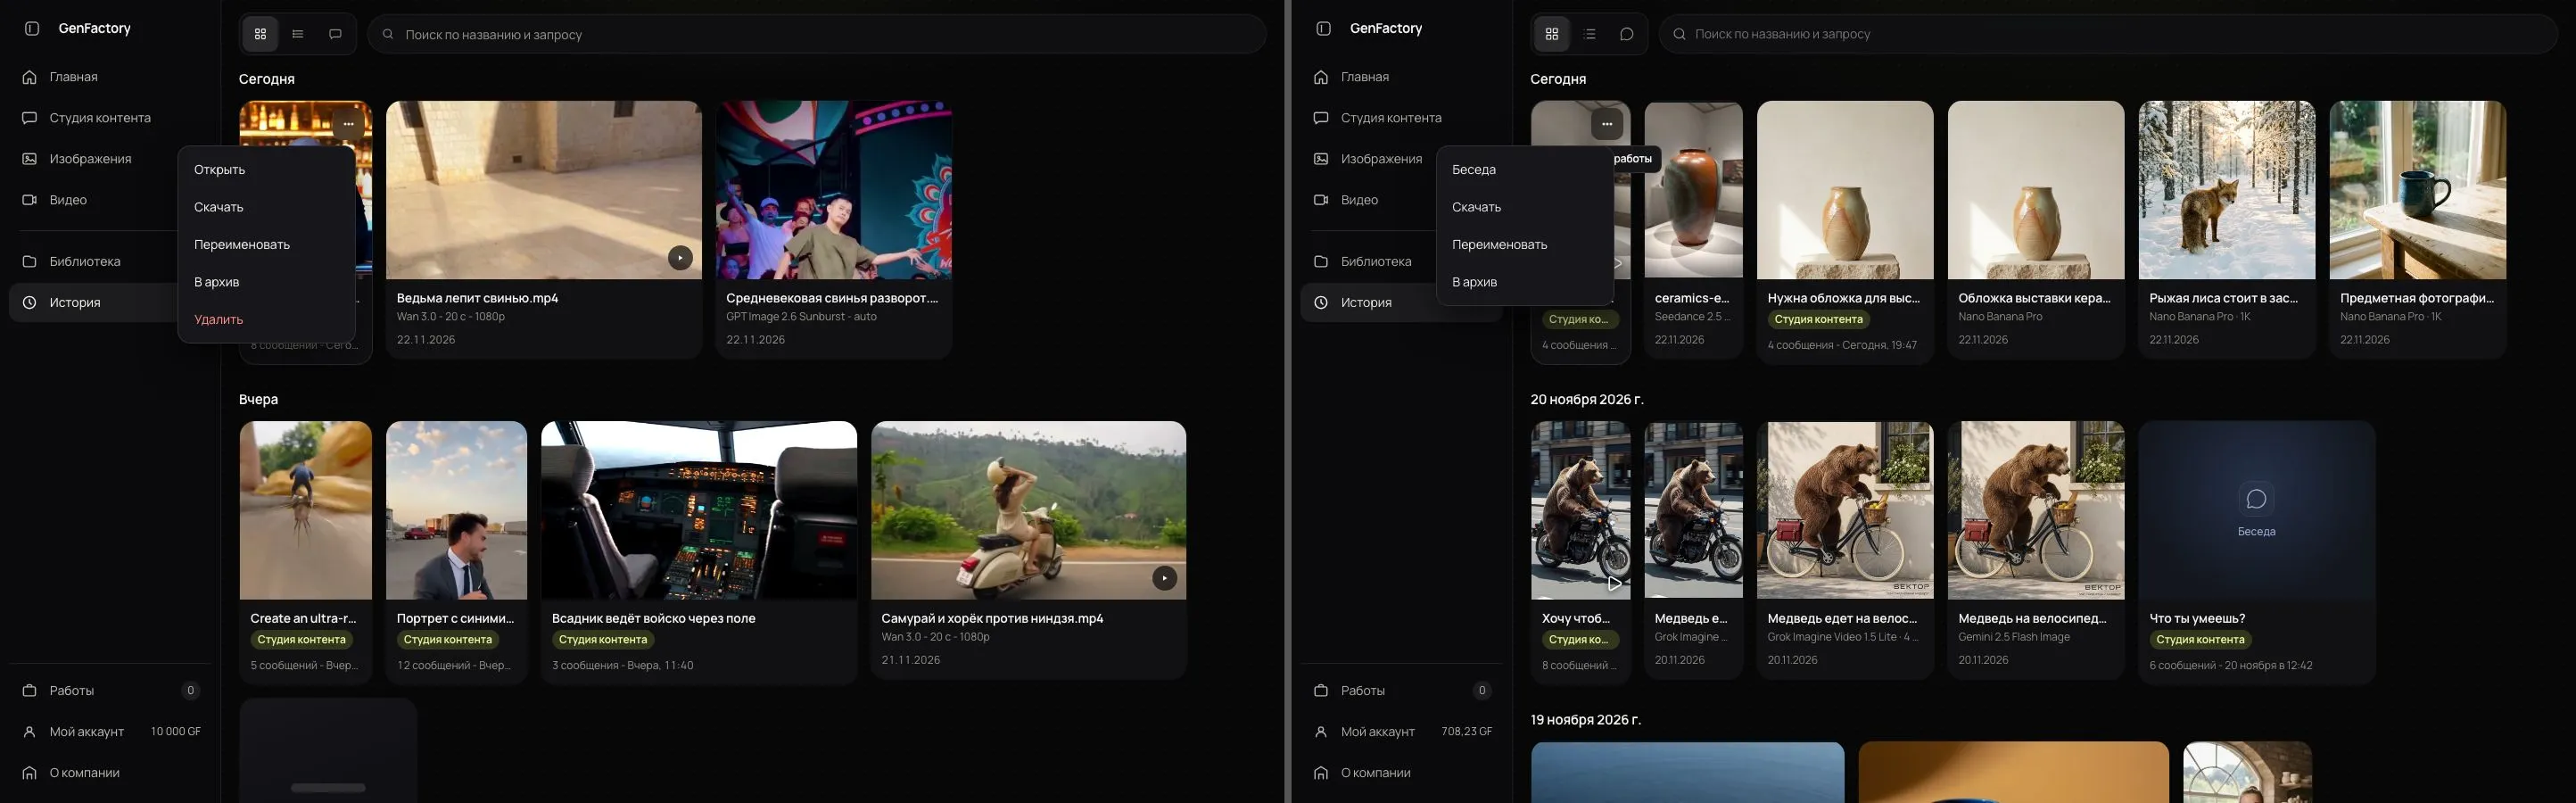 GenFactory
Главная
Студия контента
Изображения
Видео
Библиотека
История
Работы
0
Мой аккаунт
10 000 GF
О компании
Поиск по названию и запросу
Сегодня
Открыть
Скачать
Переименовать
В архив
Удалить
8 сообщений - Сего...
Ведьма лепит свинью.mp4
Wan 3.0 - 20 с - 1080p
22.11.2026
Средневековая свинья разворот....
GPT Image 2.6 Sunburst - auto
22.11.2026
Вчера
Create an ultra-r...
Студия контента
5 сообщений - Вчер...
Портрет с синими...
Студия контента
12 сообщений - Вчер...
Всадник ведёт войско через поле
Студия контента
3 сообщения - Вчера, 11:40
Самурай и хорёк против ниндзя.mp4
Wan 3.0 - 20 с - 1080p
21.11.2026
GenFactory
Главная
Студия контента
Изображения
Видео
Библиотека
История
Работы
0
Мой аккаунт
708,23 GF
О компании
Поиск по названию и запросу
Сегодня
работы
Беседа
Скачать
Переименовать
В архив
Студия ко...
4 сообщения ...
ceramics-e...
Seedance 2.5 ...
22.11.2026
Нужна обложка для выс...
Студия контента
4 сообщения - Сегодня, 19:47
Обложка выставки кера...
Nano Banana Pro
22.11.2026
Рыжая лиса стоит в зас...
Nano Banana Pro · 1K
22.11.2026
Предметная фотографи...
Nano Banana Pro · 1K
22.11.2026
20 ноября 2026 г.
Хочу чтоб...
Студия ко...
8 сообщений ...
Медведь е...
Grok Imagine ...
20.11.2026
ВЕКТОР
Медведь едет на велос...
Grok Imagine Video 1.5 Lite · 4 ...
20.11.2026
ВЕКТОР
Медведь на велосипед...
Gemini 2.5 Flash Image
20.11.2026
Беседа
Что ты умеешь?
Студия контента
6 сообщений - 20 ноября в 12:42
19 ноября 2026 г.